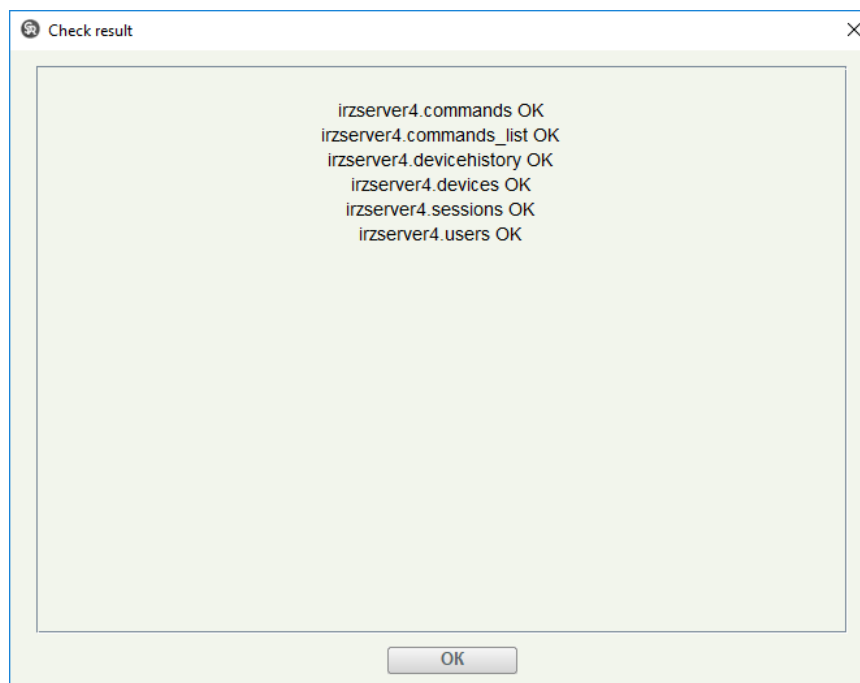 Check result
irzserver4.commands OK
irzserver4.commands_list OK
irzserver4.devicehistory OK
irzserver4.devices OK
irzserver4.sessions OK
irzserver4.users OK
OK